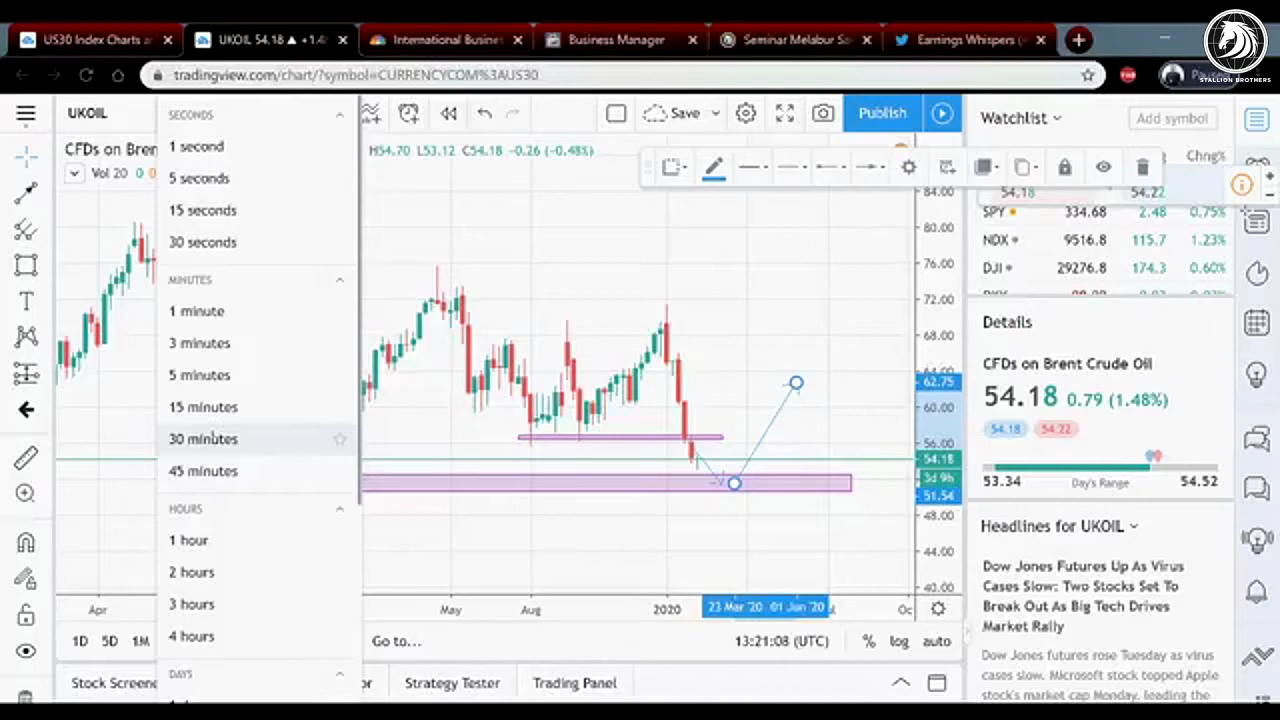 US30 Index Charts a
UKOIL 54.18 ▲ +1.4
International Busine
Business Manager
Seminar Melabur Sa
Earnings Whispers (
STALLION BROTHERS
tradingview.com/chart/?symbol=CURRENCYCOM%3AUS30
Paused
UKOIL
Save
Publish
Watchlist
Add symbol
CFDs on Bren
H54.70 L53.12 C54.18 −0.26 (−0.48%)
Chng%
Vol 20 0
SECONDS
1 second
5 seconds
15 seconds
30 seconds
MINUTES
1 minute
3 minutes
5 minutes
15 minutes
30 minutes
45 minutes
HOURS
1 hour
2 hours
3 hours
4 hours
DAYS
84.00
80.00
76.00
72.00
68.00
64.00
62.75
60.00
56.00
54.18
3d 9h
51.54
48.00
44.00
40.00
54.18 54.22
SPY 334.68 2.48 0.75%
NDX 9516.8 115.7 1.23%
DJI 29276.8 174.3 0.60%
Details
CFDs on Brent Crude Oil
54.18 0.79 (1.48%)
54.18 54.22
53.34 Day's Range 54.52
Headlines for UKOIL
Dow Jones Futures Up As Virus
Cases Slow: Two Stocks Set To
Break Out As Big Tech Drives
Market Rally
Dow Jones futures rose Tuesday as virus
cases slow. Microsoft stock topped Apple
stock's market cap Monday, leading the
Apr May Aug 2020 23 Mar '20 01 Jun '20 Oc
1D 5D 1M Go to... 13:21:08 (UTC) % log auto
Stock Screene
or
Strategy Tester
Trading Panel